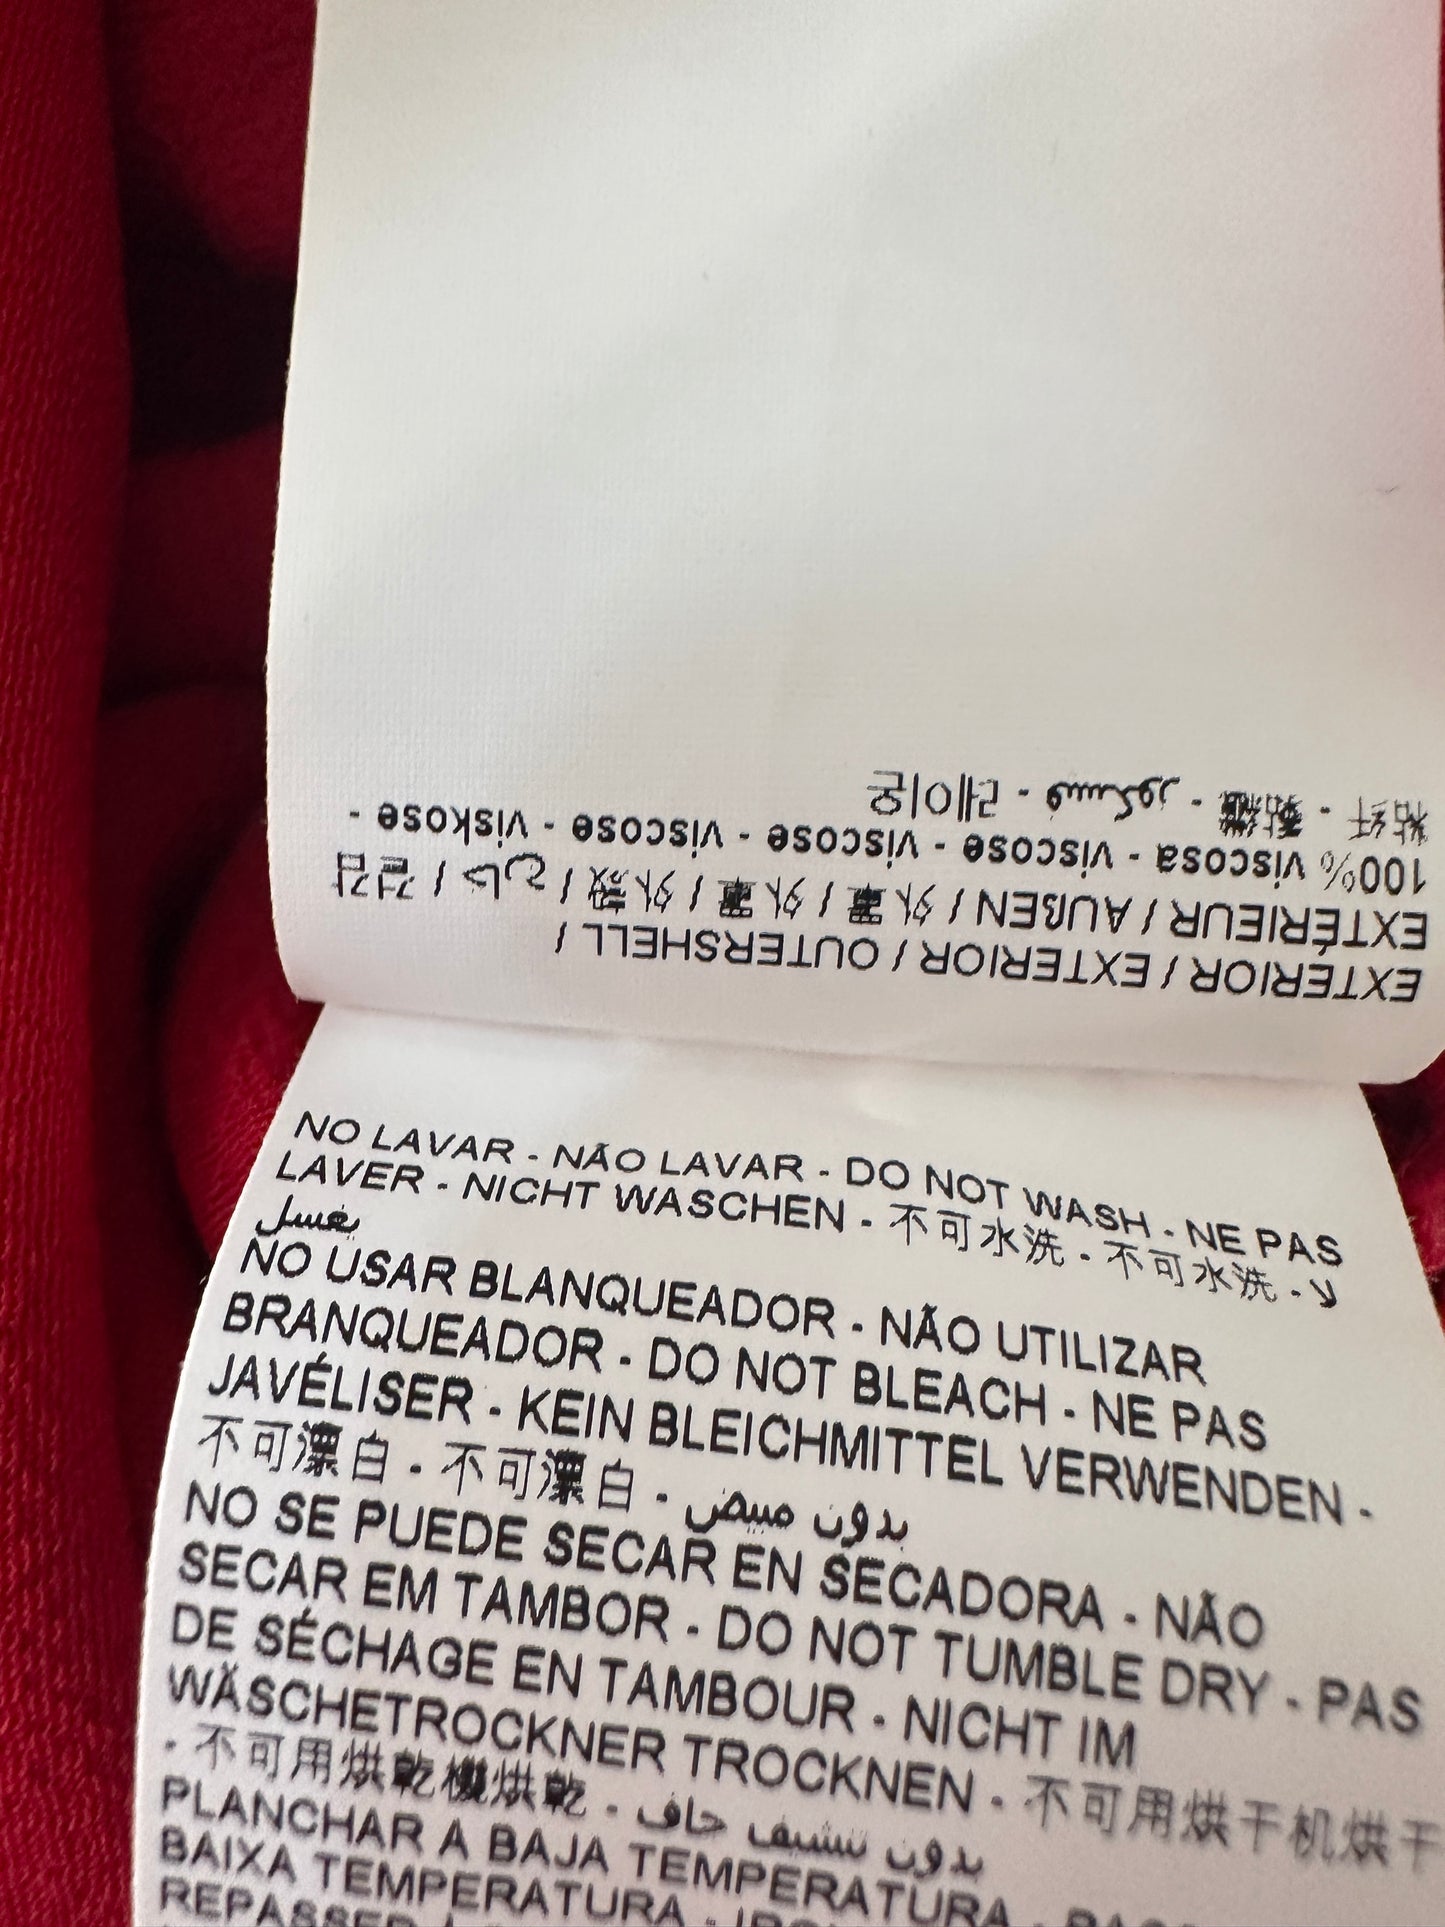 EXTÉRIOR / EXTERIOR / OUTERSHELL /
EXTÉRIEUR / AUßEN / 外裏 / 外裏 / 外殼 / خارج / 겉감
100% viscosa - viscose - viscose - viscose - viskose -
粘纤 - 黏纖 - فسكوز - 레이온
NO LAVAR - NÃO LAVAR - DO NOT WASH - NE PAS
LAVER - NICHT WASCHEN - 不可水洗 - 不可水洗 - لا
يغسل
NO USAR BLANQUEADOR - NÃO UTILIZAR
BRANQUEADOR - DO NOT BLEACH - NE PAS
JAVÉLISER - KEIN BLEICHMITTEL VERWENDEN -
不可漂白 - 不可漂白 - بدون مبيض
NO SE PUEDE SECAR EN SECADORA - NÃO
SECAR EM TAMBOR - DO NOT TUMBLE DRY - PAS
DE SÉCHAGE EN TAMBOUR - NICHT IM
WÄSCHETROCKNER TROCKNEN - 不可用烘干机烘干
- 不可用烘乾機烘乾 - بدون تنشيف جاف
PLANCHAR A BAJA TEMPERATURA -
BAIXA TEMPERATURA -
REPASSER